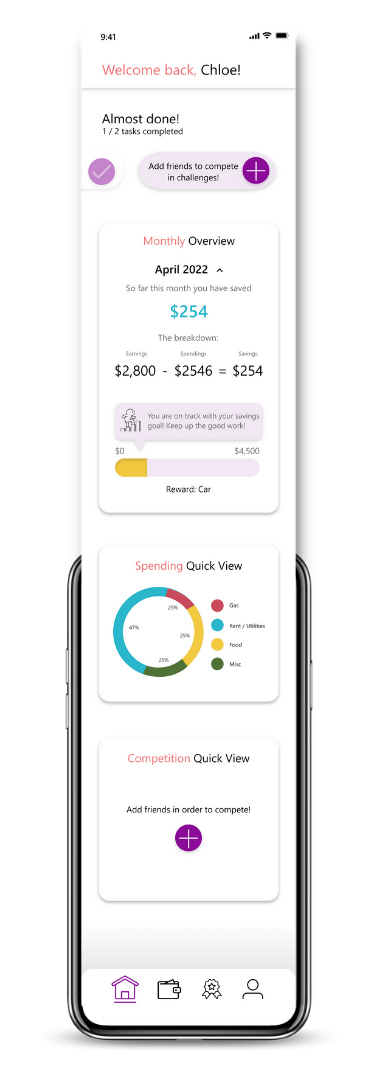 9:41
Welcome back, Chloe!
Almost done!
1 / 2 tasks completed
Add friends to compete
in challenges!
Monthly Overview
April 2022
So far this month you have saved
$254
The breakdown:
Earnings Spendings Savings
$2,800 - $2546 = $254
You are on track with your savings
goal! Keep up the good work!
$0 $4,500
Reward: Car
Spending Quick View
25%
47%
25%
25%
Gas
Rent / Utilities
Food
Misc
Competition Quick View
Add friends in order to compete!